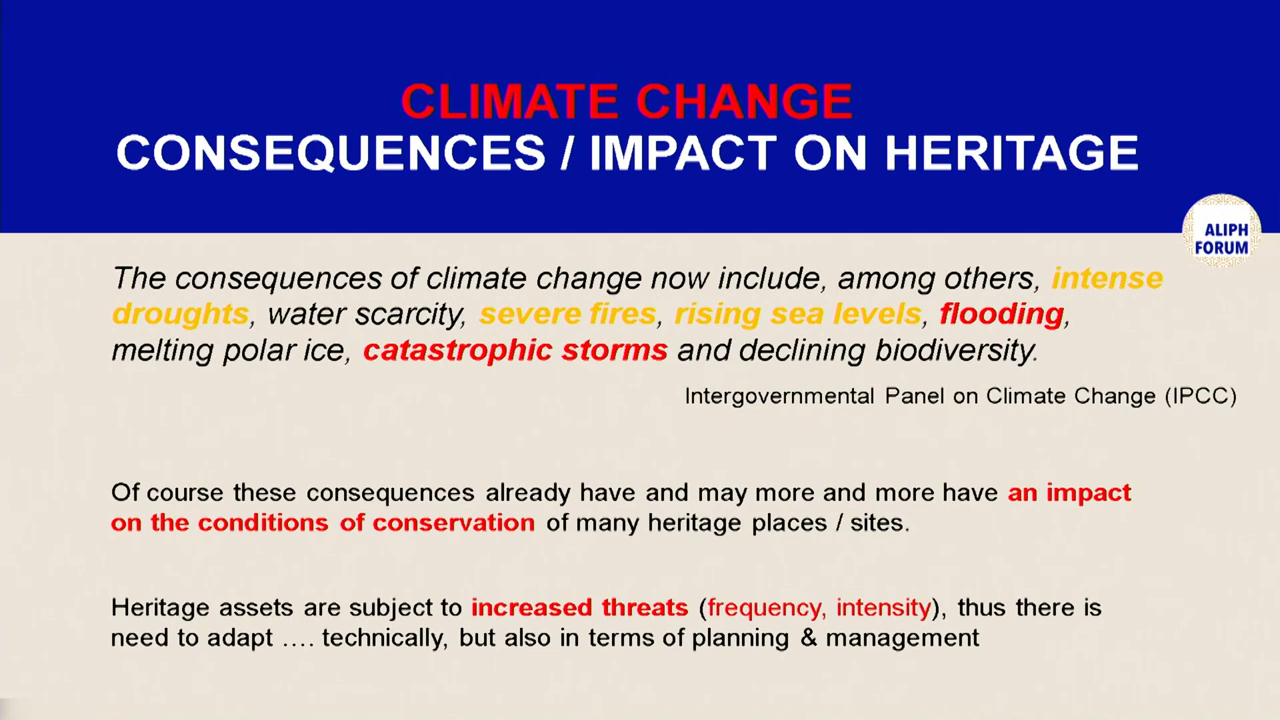 CLIMATE CHANGE
CONSEQUENCES / IMPACT ON HERITAGE
ALIPH
FORUM
The consequences of climate change now include, among others, intense
droughts, water scarcity, severe fires, rising sea levels, flooding,
melting polar ice, catastrophic storms and declining biodiversity.
Intergovernmental Panel on Climate Change (IPCC)
Of course these consequences already have and may more and more have an impact
on the conditions of conservation of many heritage places / sites.
Heritage assets are subject to increased threats (frequency, intensity), thus there is
need to adapt .... technically, but also in terms of planning & management